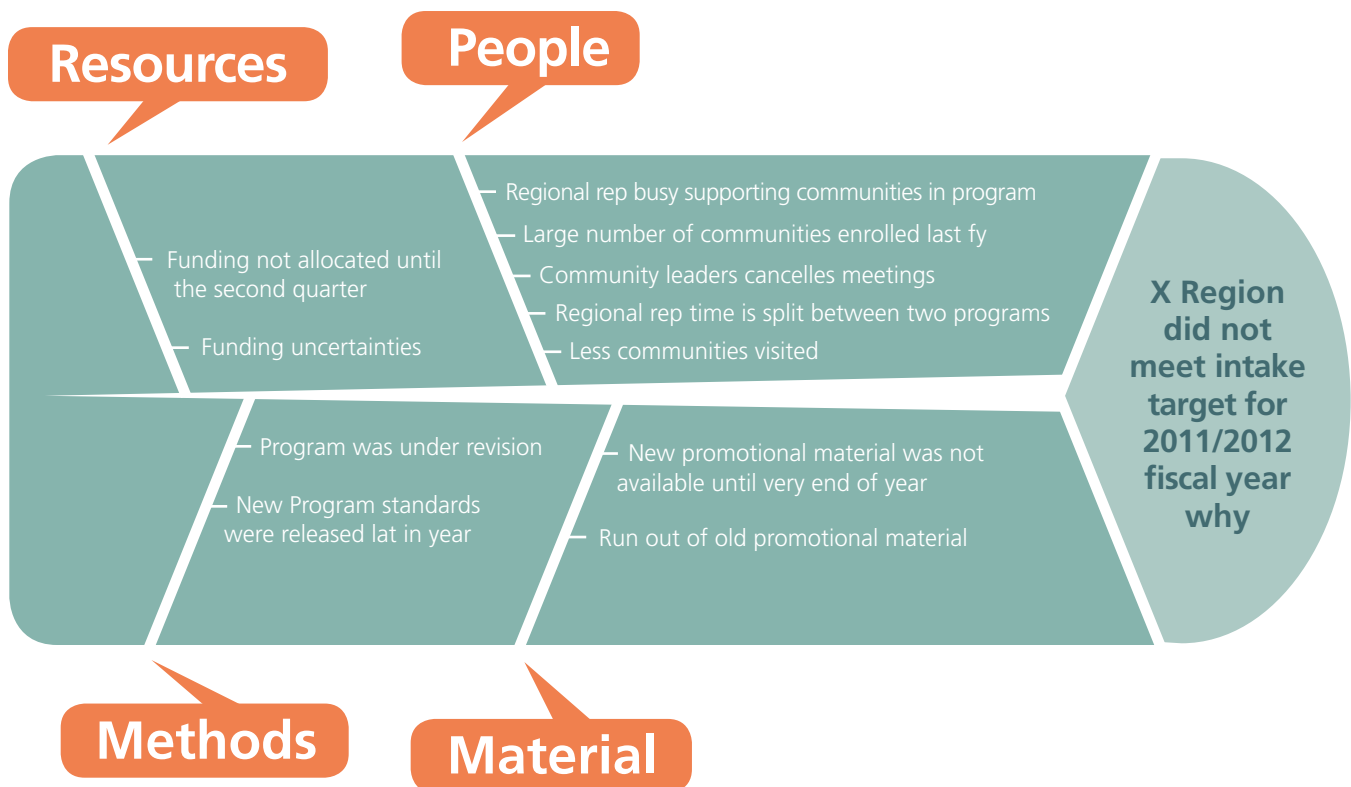 Resources
People
Regional rep busy supporting communities in program
Large number of communities enrolled last fy
Community leaders cancelles meetings
Regional rep time is split between two programs
Less communities visited
Funding not allocated until
the second quarter
Funding uncertainties
X Region
did not
meet intake
target for
2011/2012
fiscal year
why
Program was under revision
New Program standards
were released lat in year
New promotional material was not
available until very end of year
Run out of old promotional material
Methods
Material